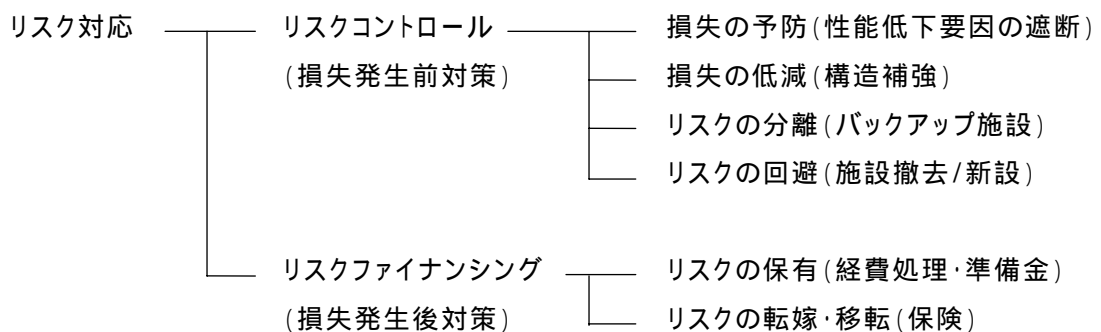 リスク対応 リスクコントロール 損失の予防(性能低下要因の遮断)
(損失発生前対策) 損失の低減(構造補強)
リスクの分離(バックアップ施設)
リスクの回避(施設撤去/新設)
リスクファイナンシング リスクの保有(経費処理・準備金)
(損失発生後対策) リスクの転嫁・移転(保険)